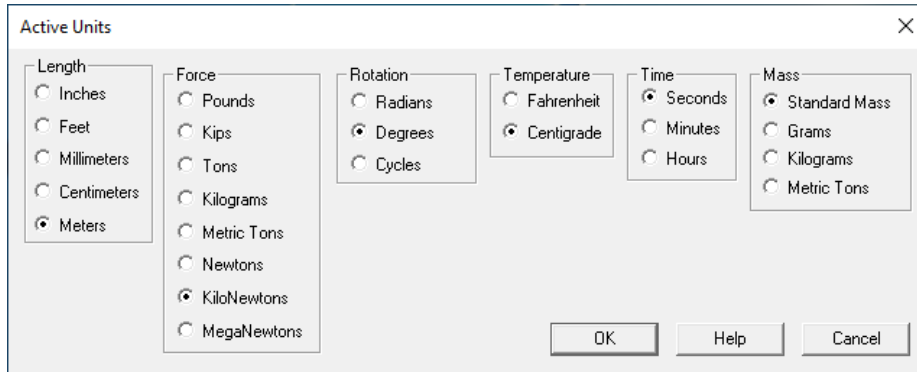 Active Units
Length
Inches
Feet
Millimeters
Centimeters
Meters
Force
Pounds
Kips
Tons
Kilograms
Metric Tons
Newtons
KiloNewtons
MegaNewtons
Rotation
Radians
Degrees
Cycles
Temperature
Fahrenheit
Centigrade
Time
Seconds
Minutes
Hours
Mass
Standard Mass
Grams
Kilograms
Metric Tons
OK
Help
Cancel